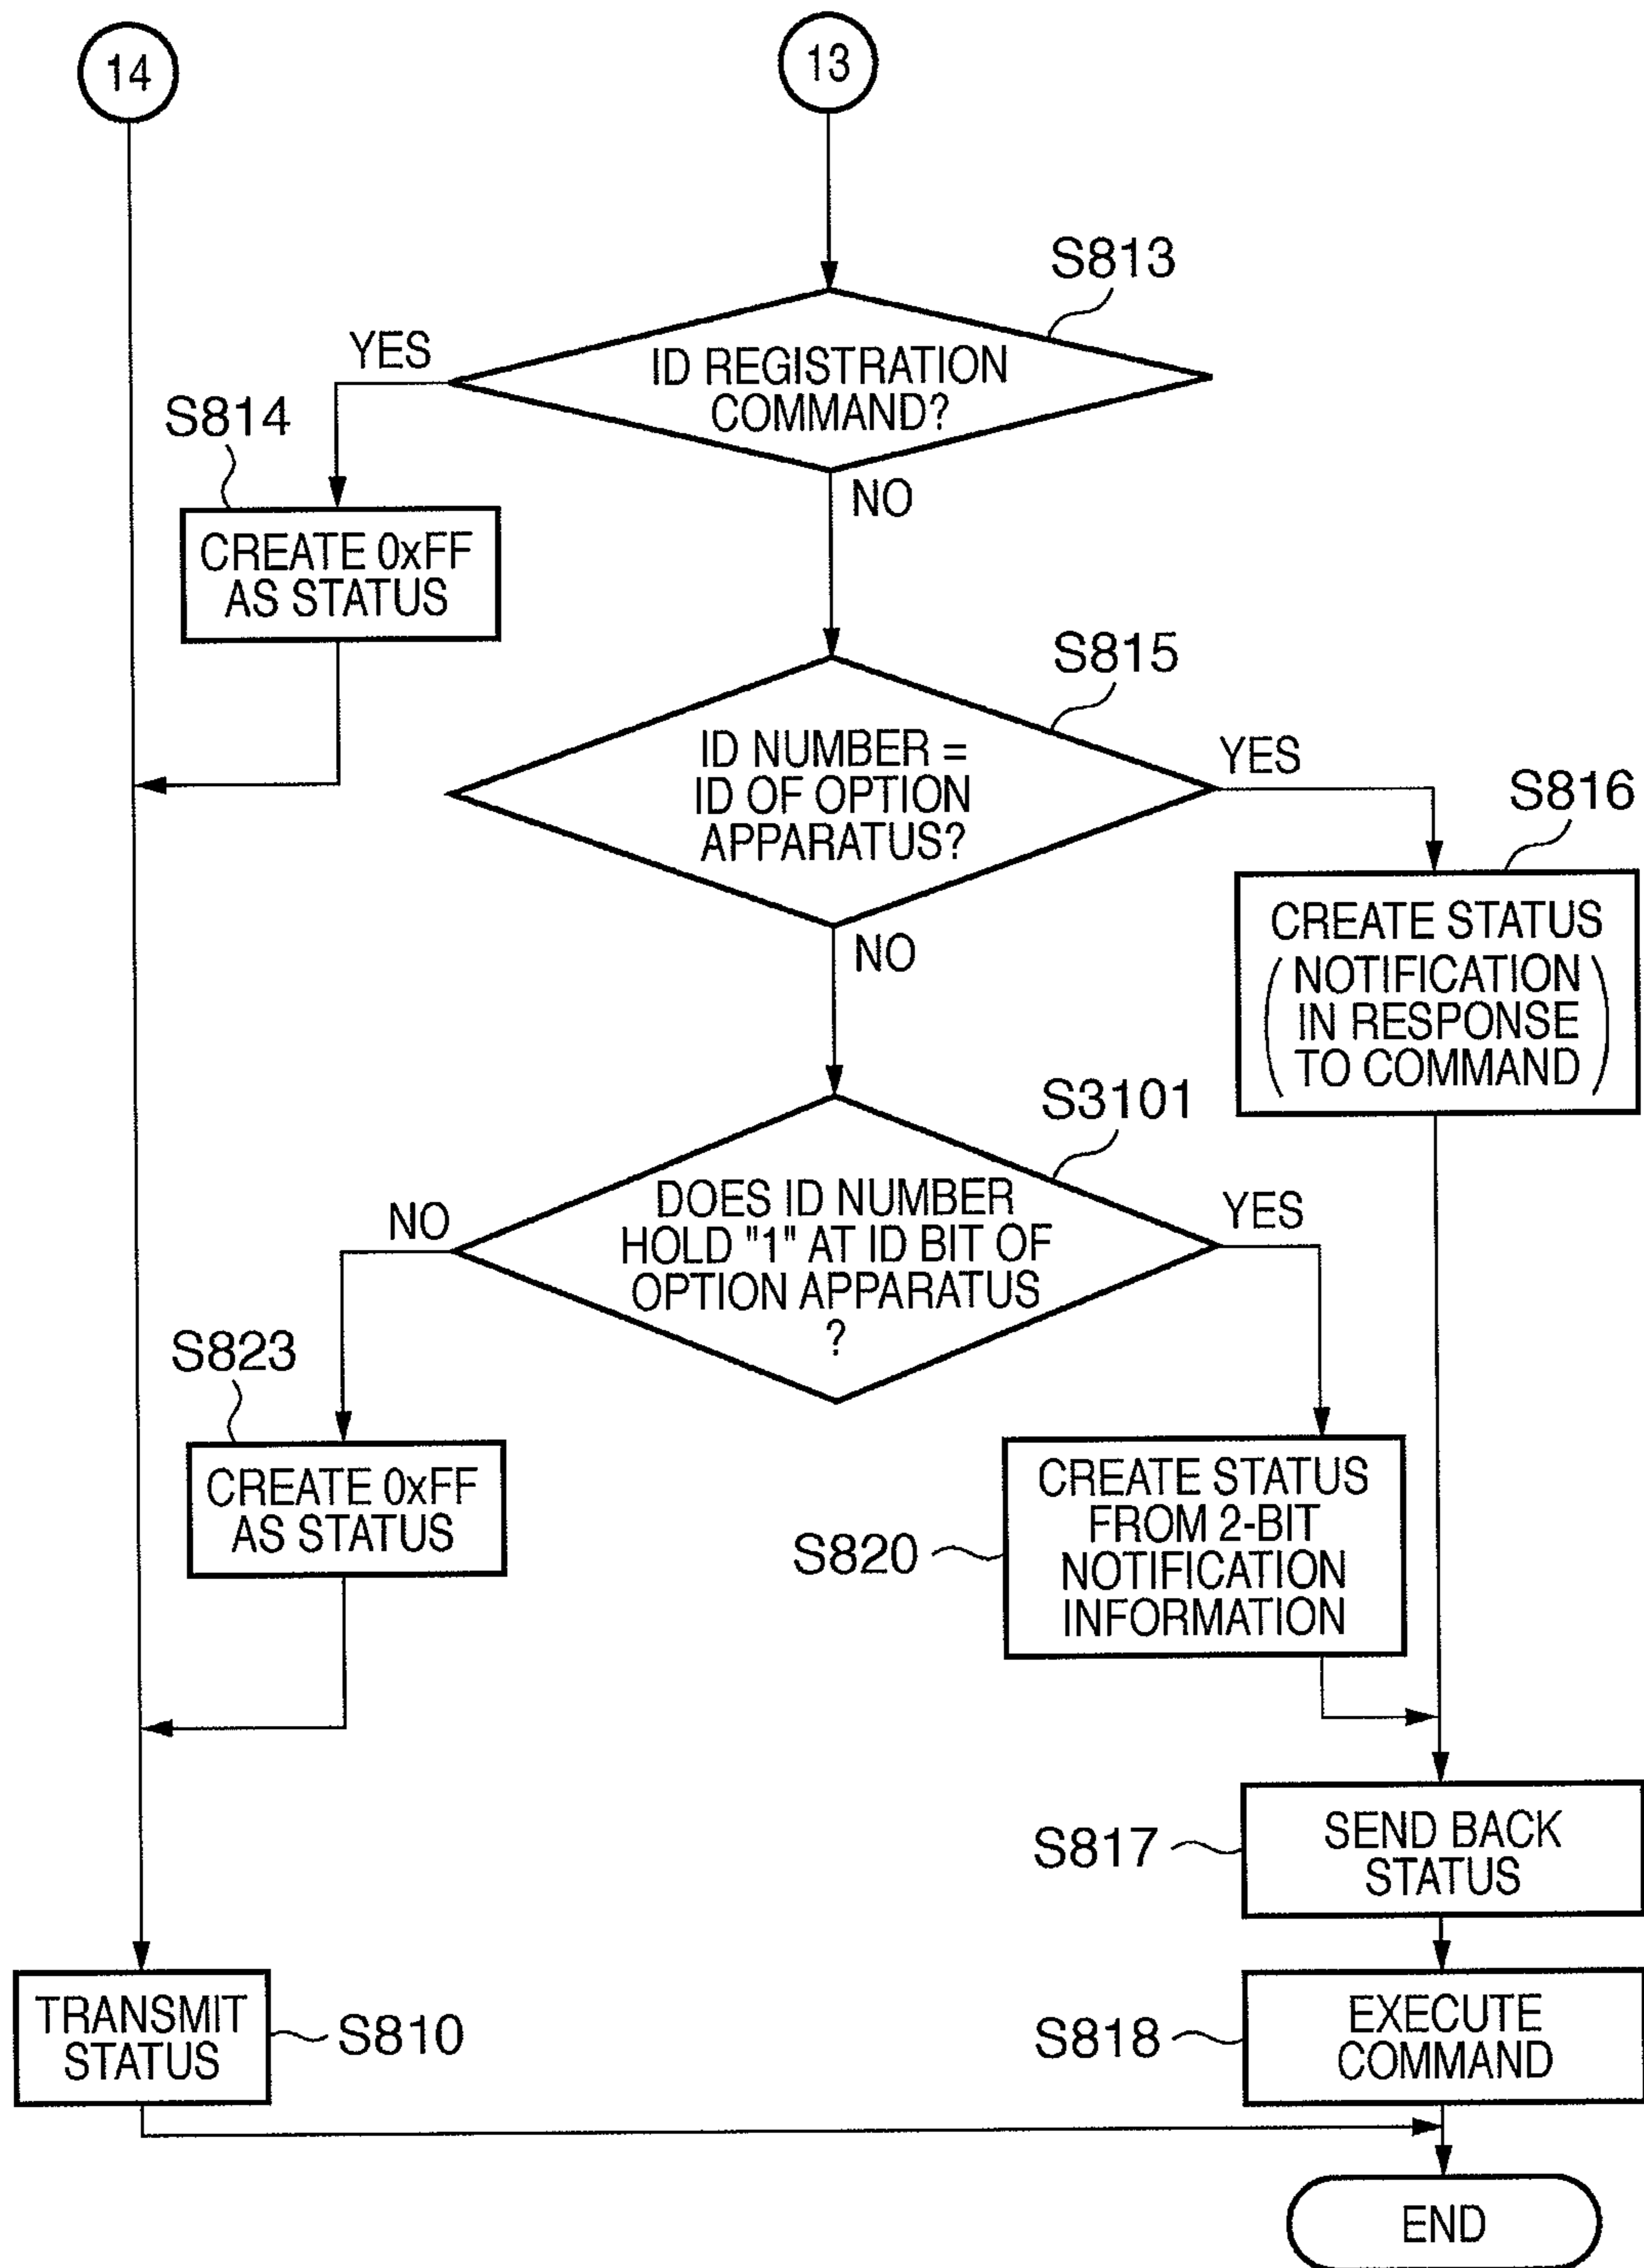 14
13
S813
YES
ID REGISTRATION
COMMAND?
S814
NO
CREATE 0xFF
AS STATUS
S815
ID NUMBER =
ID OF OPTION
APPARATUS?
YES
S816
NO
CREATE STATUS
(NOTIFICATION
IN RESPONSE
TO COMMAND)
S3101
DOES ID NUMBER
HOLD "1" AT ID BIT OF
OPTION APPARATUS
?
NO
YES
S823
CREATE 0xFF
AS STATUS
CREATE STATUS
FROM 2-BIT
NOTIFICATION
INFORMATION
S820
S817
SEND BACK
STATUS
TRANSMIT
STATUS
S810
S818
EXECUTE
COMMAND
END